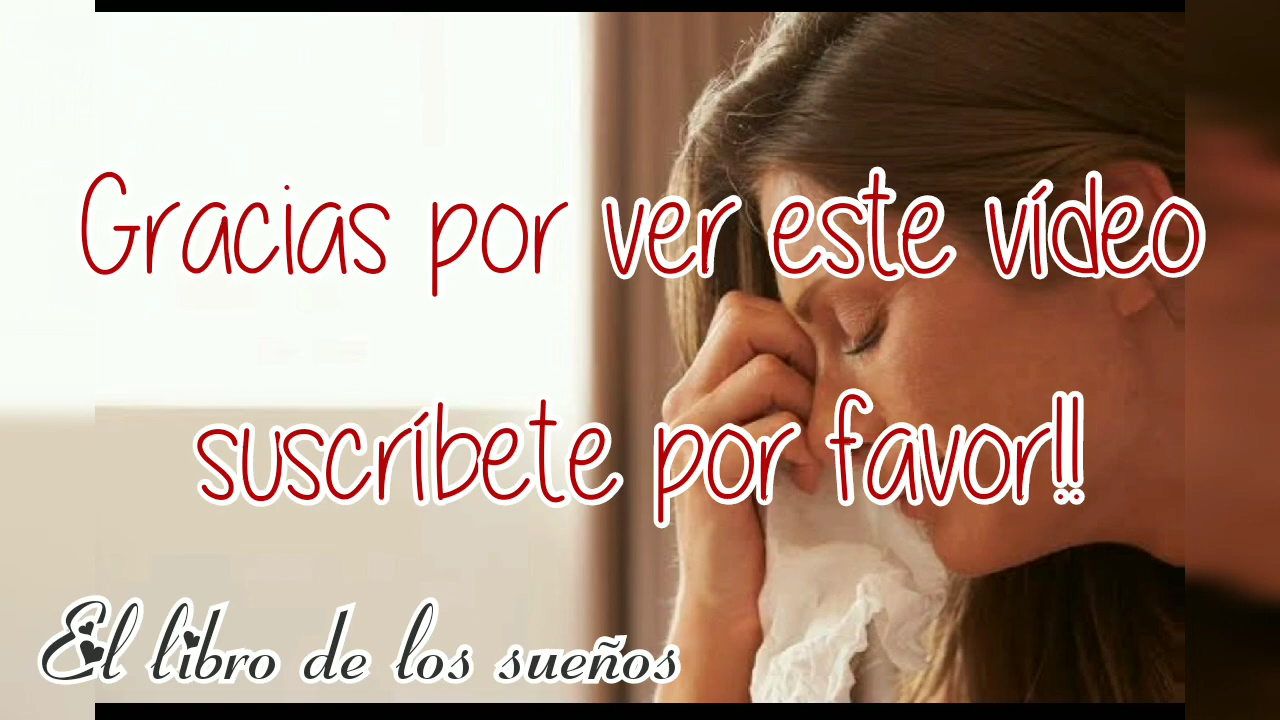 Gracias por ver este vídeo
suscríbete por favor!!
El libro de los sueños